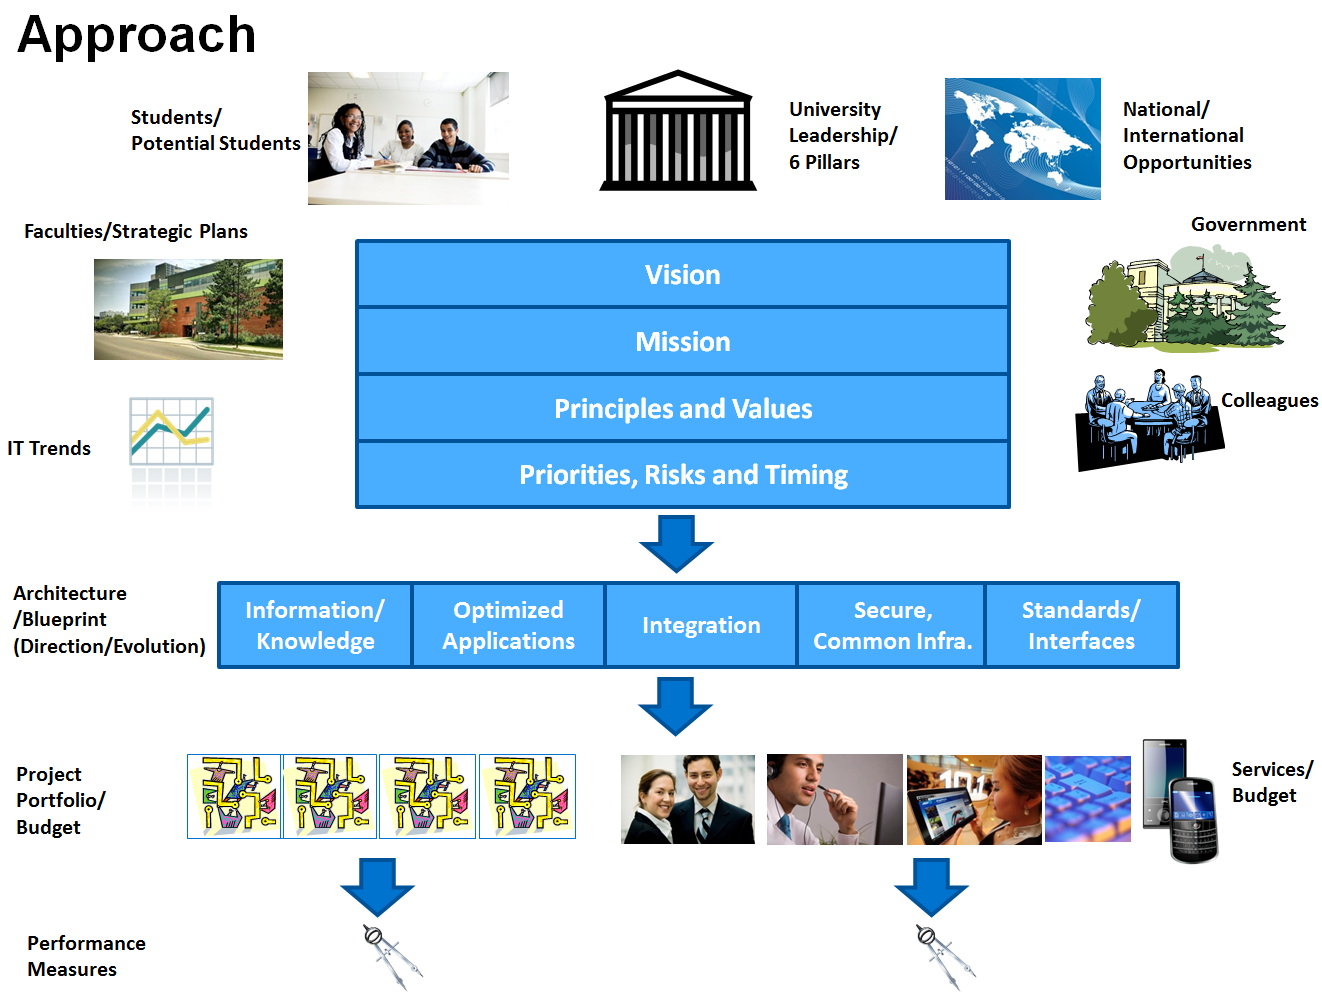 Approach
Students/
Potential Students
University
Leadership/
6 Pillars
National/
International
Opportunities
Faculties/Strategic Plans
Government
Vision
Mission
Principles and Values
Priorities, Risks and Timing
IT Trends
Colleagues
Architecture
/Blueprint
(Direction/Evolution)
Information/
Knowledge
Optimized
Applications
Integration
Secure,
Common Infra.
Standards/
Interfaces
Project
Portfolio/
Budget
101
Services/
Budget
Performance
Measures